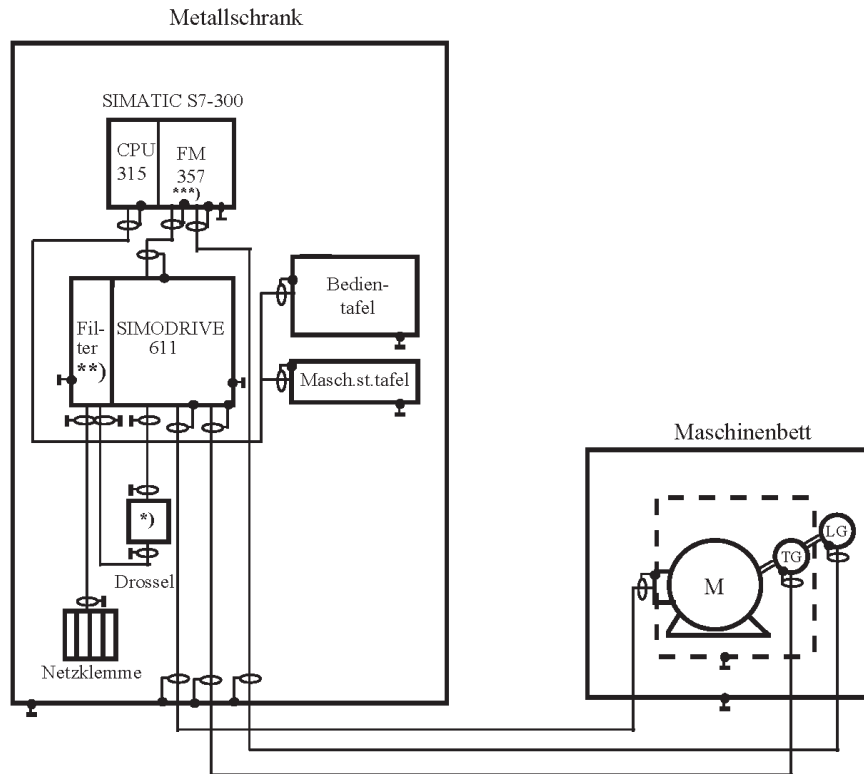 Metallschrank
SIMATIC S7-300
CPU
315
FM
357
***)
Bedien-
tafel
Fil-
ter
**)
SIMODRIVE
611
Masch.st.tafel
Maschinenbett
*)
Drossel
Netzklemme
M
TG
LG